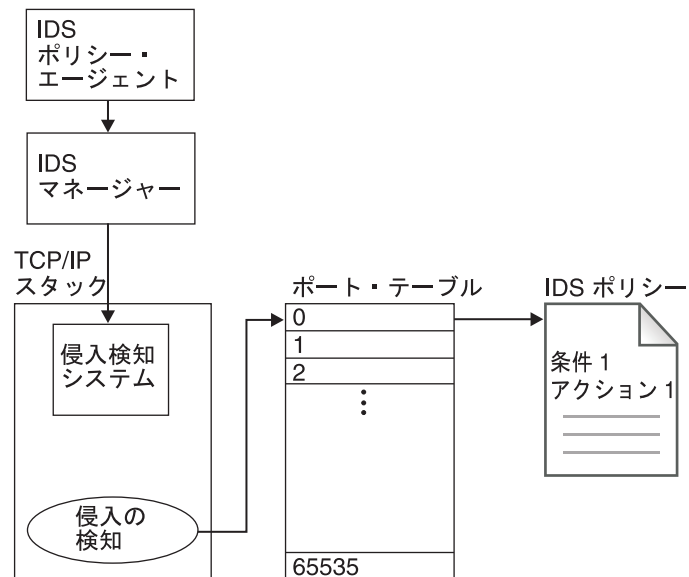 IDS
ポリシー・
エージェント
IDS
マネージャー
TCP/IP
スタック
侵入検知
システム
侵入の
検知
ポート・テーブル
0
1
2
65535
IDS ポリシー
条件 1
アクション 1